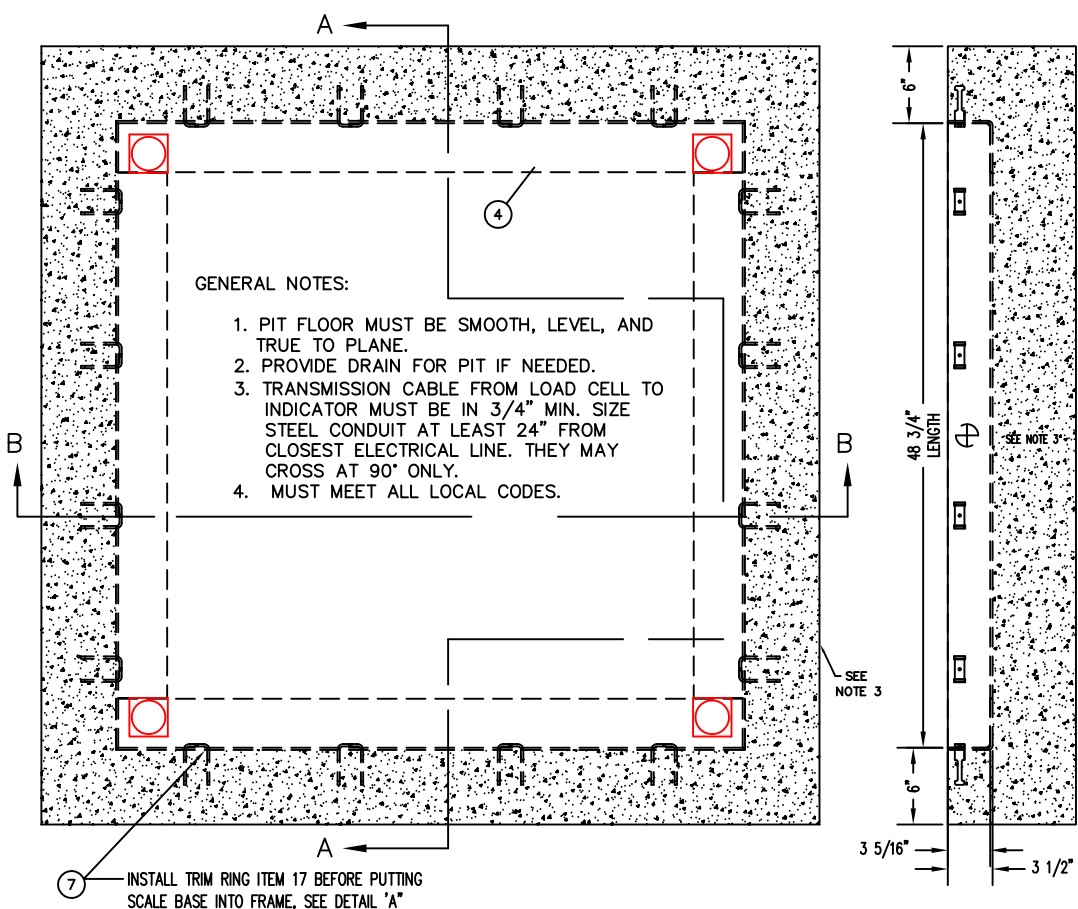 A
6"
4
GENERAL NOTES:
1. PIT FLOOR MUST BE SMOOTH, LEVEL, AND
TRUE TO PLANE.
2. PROVIDE DRAIN FOR PIT IF NEEDED.
3. TRANSMISSION CABLE FROM LOAD CELL TO
INDICATOR MUST BE IN 3/4" MIN. SIZE
STEEL CONDUIT AT LEAST 24" FROM
CLOSEST ELECTRICAL LINE. THEY MAY
CROSS AT 90° ONLY.
4. MUST MEET ALL LOCAL CODES.
B
B
48 3/4"
LENGTH
SEE NOTE 3
SEE
NOTE 3
6"
A
3 5/16"
3 1/2"
7
INSTALL TRIM RING ITEM 17 BEFORE PUTTING
SCALE BASE INTO FRAME, SEE DETAIL 'A"